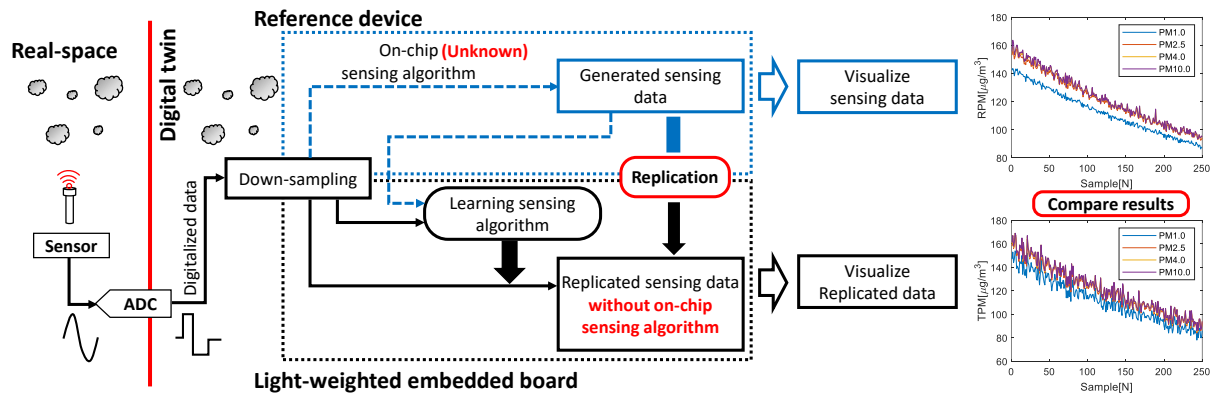 Real-space
Digital twin
Reference device
On-chip (Unknown)
sensing algorithm
Generated sensing
data
Visualize
sensing data
Down-sampling
Digitalized data
Sensor
ADC
Learning sensing
algorithm
Replication
Replicated sensing data
without on-chip
sensing algorithm
Visualize
Replicated data
Light-weighted embedded board
180
160
140
120
100
80
RPM[μg/m3]
PM1.0
PM2.5
PM4.0
PM10.0
0 50 100 150 200 250
Sample[N]
Compare results
180
160
140
120
100
80
60
TPM[μg/m3]
PM1.0
PM2.5
PM4.0
PM10.0
0 50 100 150 200 250
Sample[N]